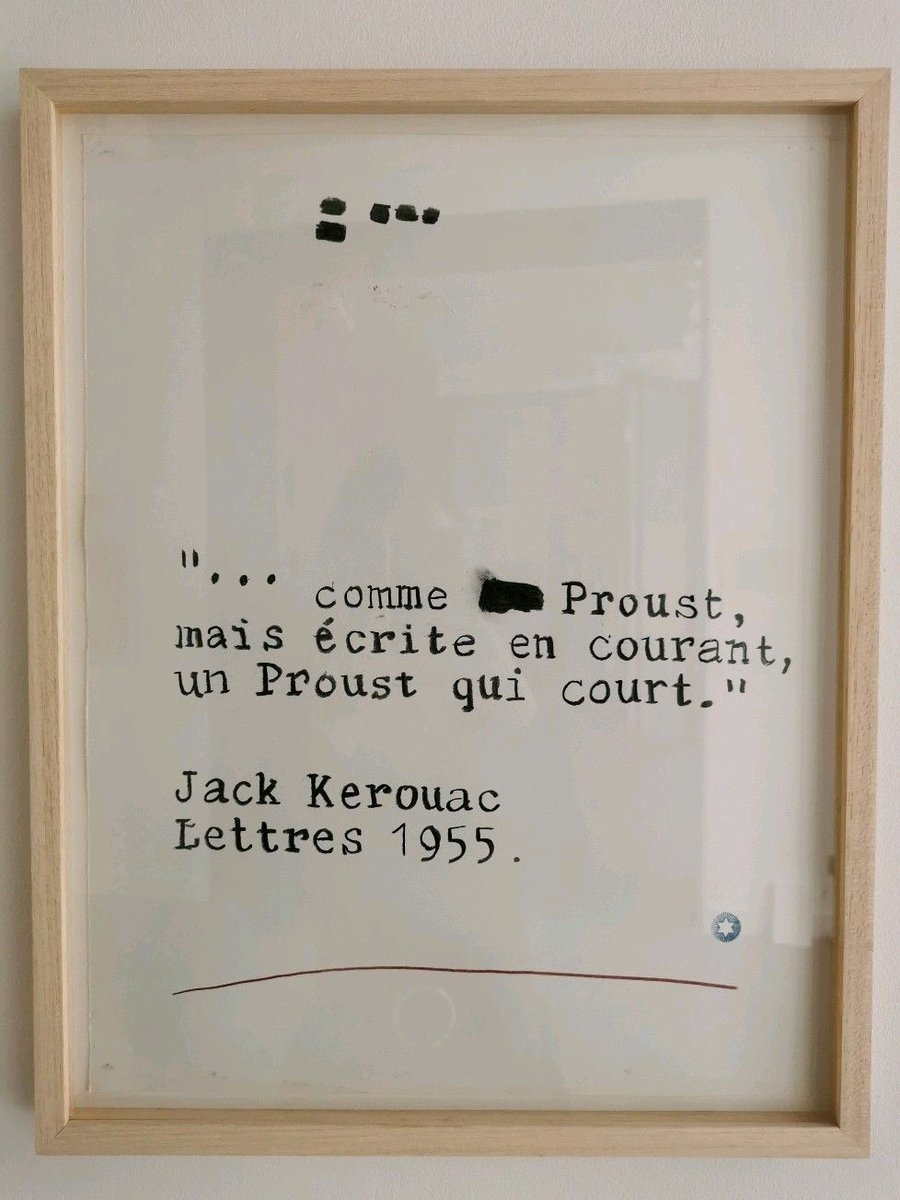 "... comme Proust,
mais écrite en courant,
un Proust qui court."
Jack Kerouac
Lettres 1955.